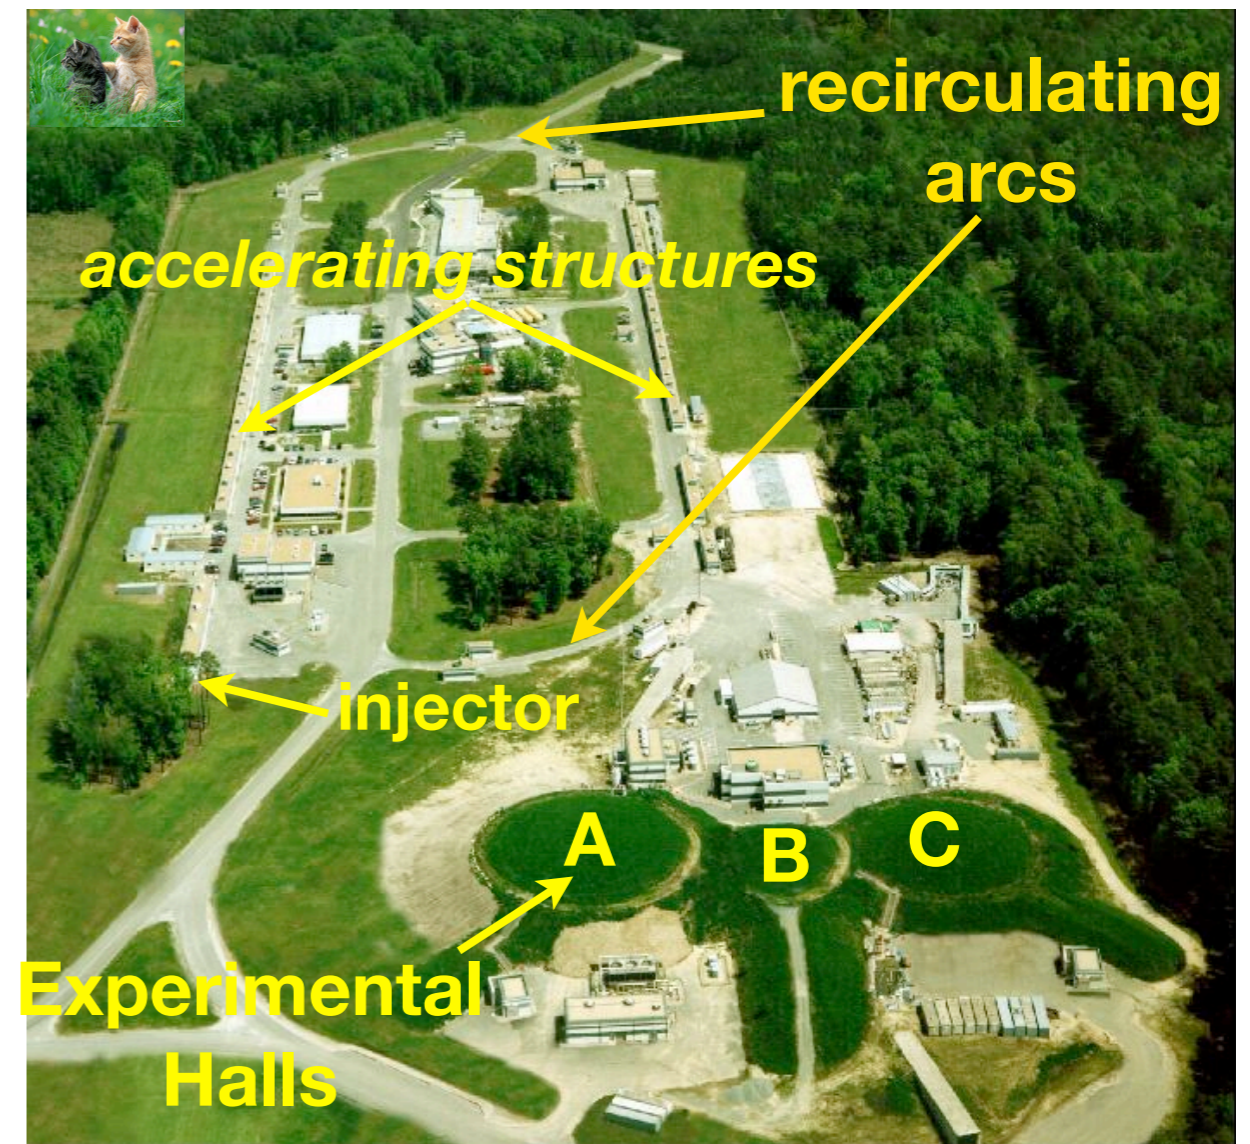 recirculating
arcs
accelerating structures
injector
A
B
C
Experimental
Halls